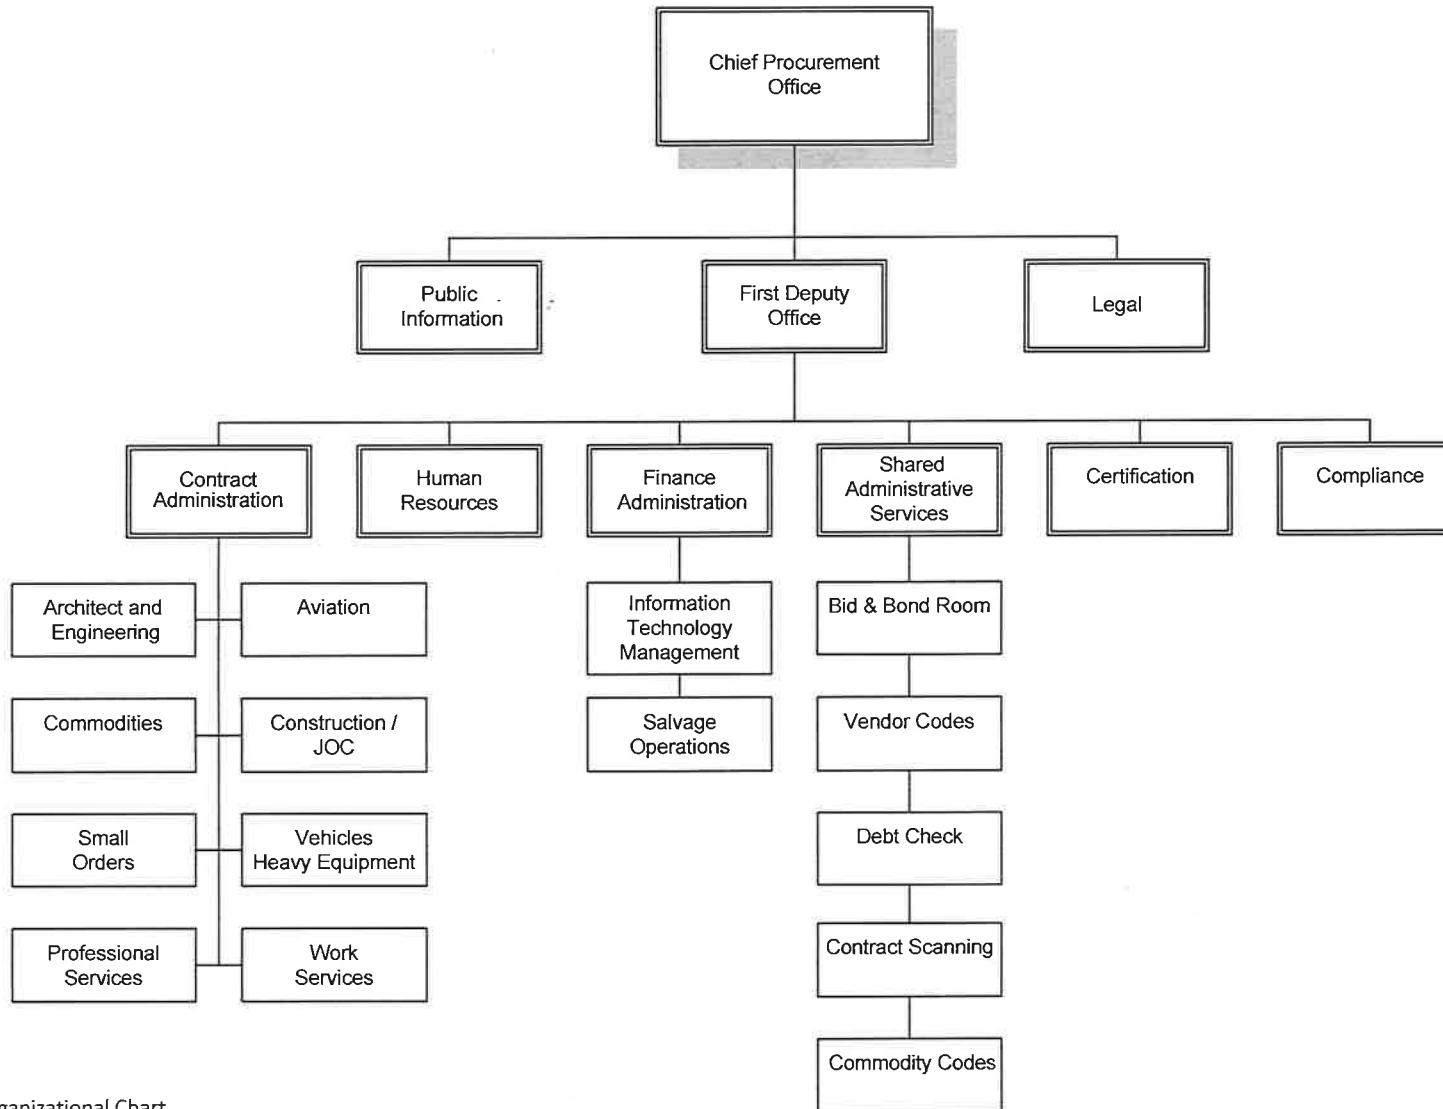 Chief Procurement
Office
Public
Information
First Deputy
Office
Legal
Contract
Administration
Human
Resources
Finance
Administration
Shared
Administrative
Services
Certification
Compliance
Architect and
Engineering
Aviation
Information
Technology
Management
Bid & Bond Room
Commodities
Construction /
JOC
Salvage
Operations
Vendor Codes
Small
Orders
Vehicles
Heavy Equipment
Debt Check
Professional
Services
Work
Services
Contract Scanning
Commodity Codes
ganizational Chart